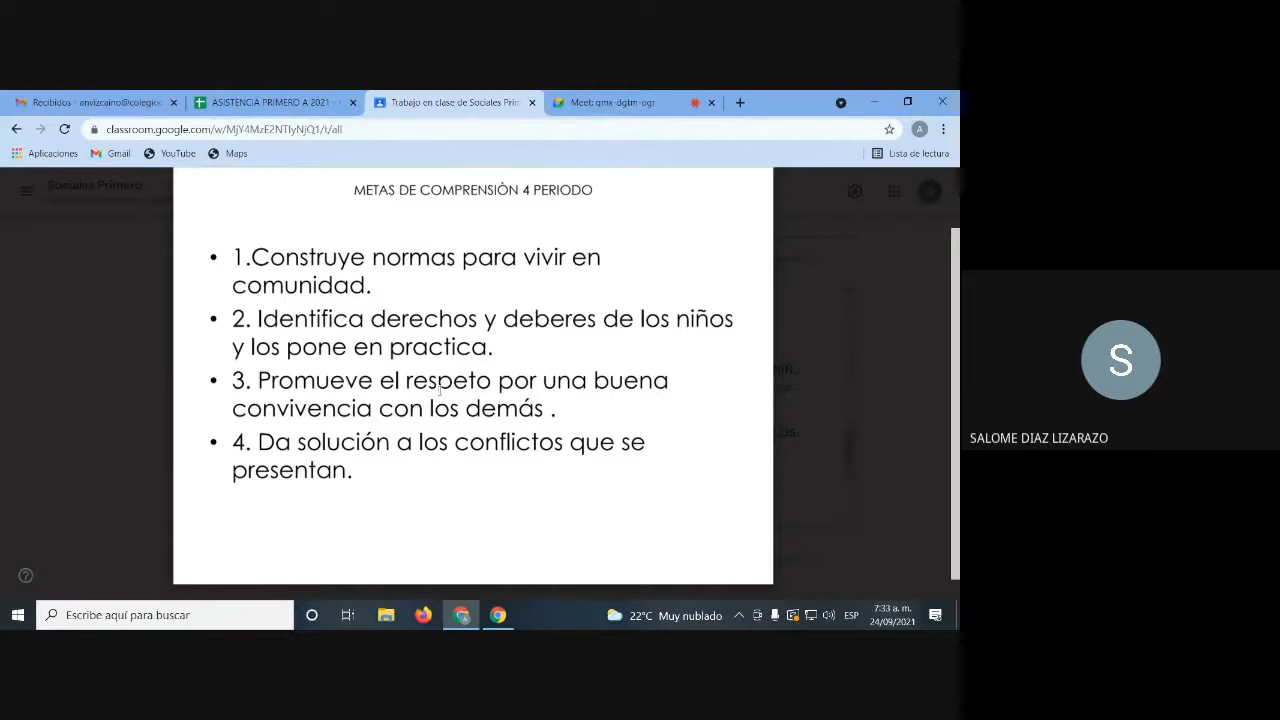 Recibidos - anvizcaino@colegioc
ASISTENCIA PRIMERO A 2021 -
Trabajo en clase de Sociales Prim
Meet: qmx-dgtm-ogr
classroom.google.com/w/MjY4MzE2NTIyNjQ1/t/all
A
Aplicaciones
Gmail
YouTube
Maps
Lista de lectura
Sociales Primero
METAS DE COMPRENSIÒN 4 PERIODO
• 1.Construye normas para vivir en
comunidad.
• 2. Identifica derechos y deberes de los niños
y los pone en practica.
• 3. Promueve el respeto por una buena
convivencia con los demás .
• 4. Da solución a los conflictos que se
presentan.
S
SALOME DIAZ LIZARAZO
Escribe aquí para buscar
22°C Muy nublado
ESP
7:33 a. m.
24/09/2021